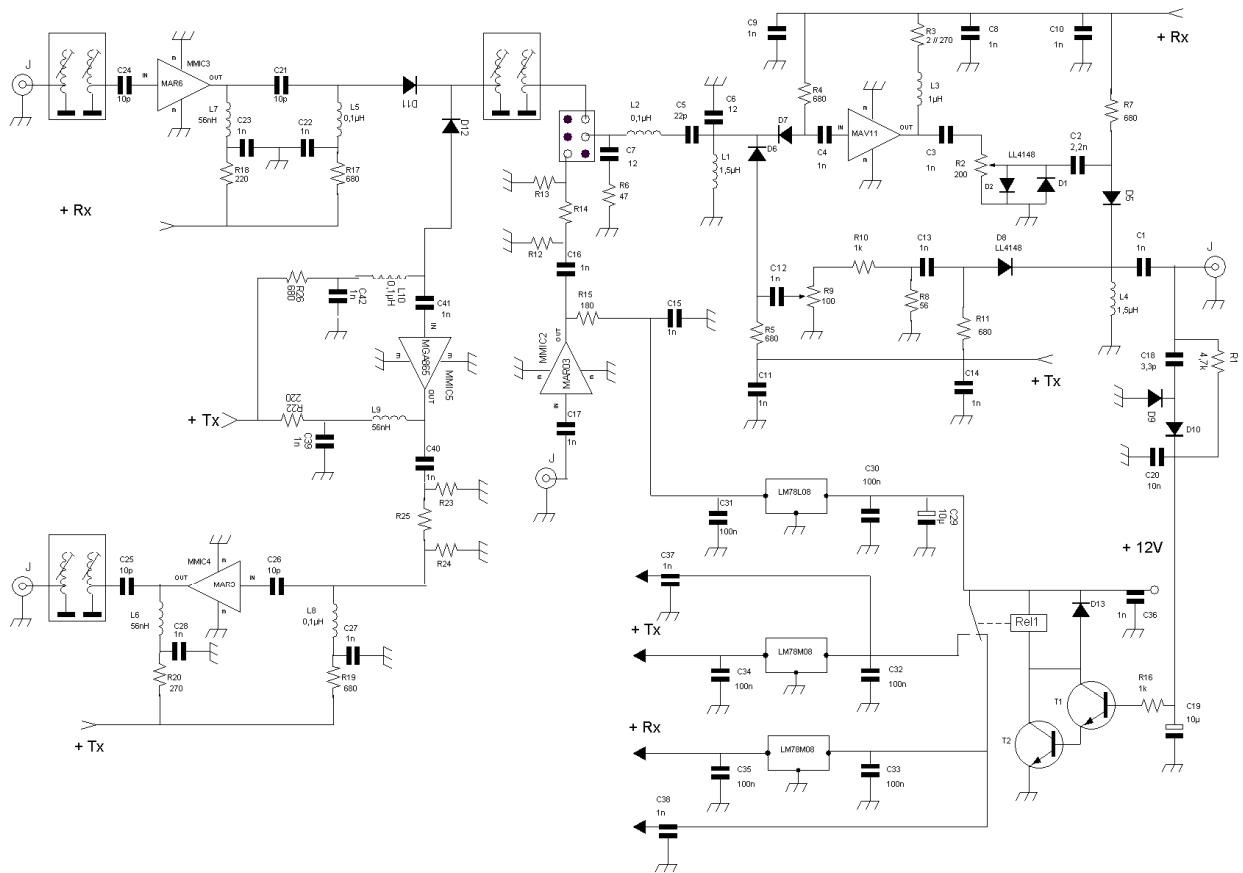 C9
1n
R3
2 // 270
C8
1n
C10
1n
+ Rx
J
C24
10p
IN
MMIC3
MAR6
OUT
C21
10p
D11
L7
56nH
C23
1n
C22
1n
L5
0,1µH
R18
220
R17
680
+ Rx
D12
L2
0,1µH
C5
22p
C6
12
C7
12
R6
47
L1
1,5µH
D7
D6
R4
680
IN
C4
1n
MAV11
OUT
L3
1µH
C3
1n
R2
200
LL4148
D2
D1
C2
2,2n
R7
680
D5
R13
R14
R12
C16
1n
R15
180
C15
1n
OUT
MMIC2
MAR03
IN
C17
1n
J
R26
680
C42
1n
L10
0,1µH
C41
1n
IN
MGA865
MMIC5
OUT
+ Tx
R22
220
C39
1n
L9
56nH
C40
1n
R23
R25
R24
C12
1n
R9
100
R10
1k
C13
1n
R8
56
D8
LL4148
R11
680
R5
680
C11
1n
C14
1n
+ Tx
C1
1n
J
L4
1,5µH
C18
3,3p
R1
4,7k
D9
D10
C20
10n
C31
100n
LM78L08
C30
100n
C29
10µ
+ 12V
J
C25
10p
MMIC4
OUT
MAR3
IN
C26
10p
L6
56nH
C28
1n
R20
270
L8
0,1µH
C27
1n
R19
680
+ Tx
C37
1n
+ Tx
C34
100n
LM78M08
C32
100n
+ Rx
C35
100n
LM78M08
C33
100n
C38
1n
Rel1
D13
1n
C36
T1
T2
R16
1k
C19
10µ